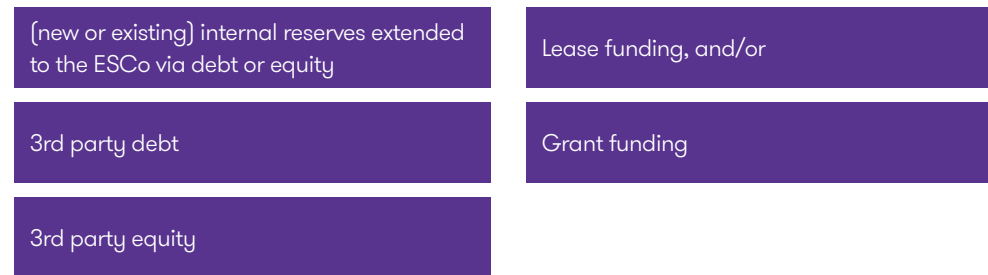 (new or existing) internal reserves extended
to the ESCo via debt or equity
3rd party debt
3rd party equity
Lease funding, and/or
Grant funding